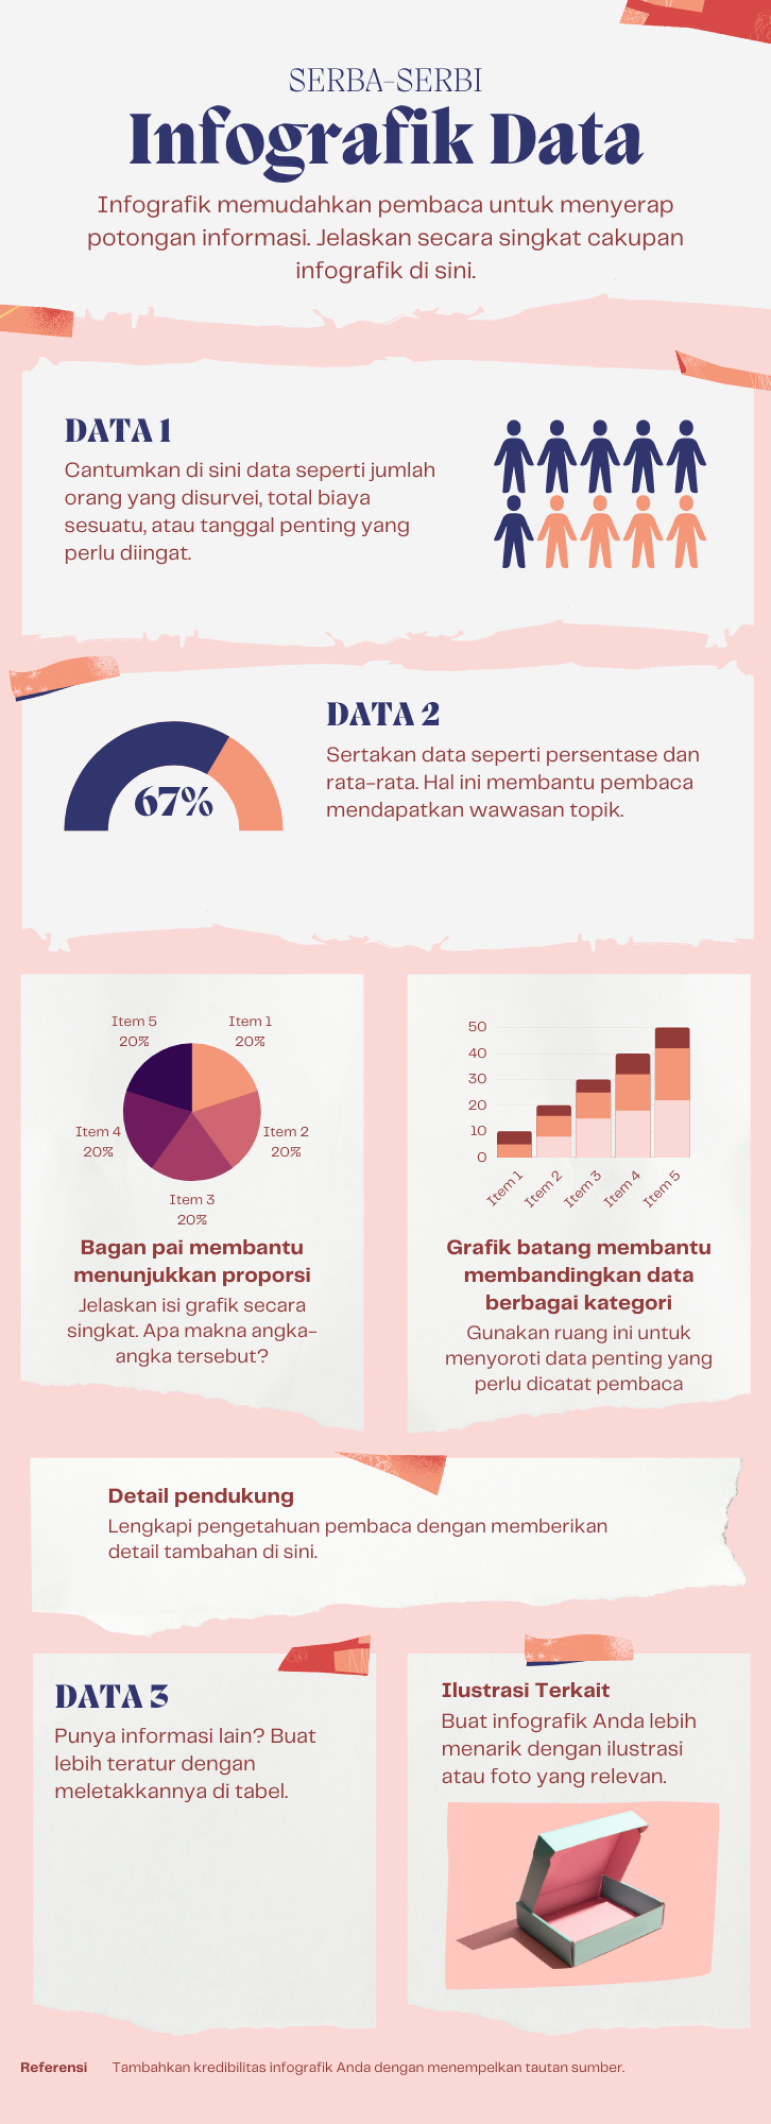 SERBA-SERBI
Infografik Data
Infografik memudahkan pembaca untuk menyerap
potongan informasi. Jelaskan secara singkat cakupan
infografik di sini.
DATA 1
Cantumkan di sini data seperti jumlah
orang yang disurvei, total biaya
sesuatu, atau tanggal penting yang
perlu diingat.
67%
DATA 2
Sertakan data seperti persentase dan
rata-rata. Hal ini membantu pembaca
mendapatkan wawasan topik.
Item 5
20%
Item 1
20%
Item 4
20%
Item 2
20%
Item 3
20%
Bagan pai membantu
menunjukkan proporsi
Jelaskan isi grafik secara
singkat. Apa makna angka-
angka tersebut?
50
40
30
20
10
0
Item 1
Item 2
Item 3
Item 4
Item 5
Grafik batang membantu
membandingkan data
berbagai kategori
Gunakan ruang ini untuk
menyoroti data penting yang
perlu dicatat pembaca
Detail pendukung
Lengkapi pengetahuan pembaca dengan memberikan
detail tambahan di sini.
DATA 3
Punya informasi lain? Buat
lebih teratur dengan
meletakkannya di tabel.
Ilustrasi Terkait
Buat infografik Anda lebih
menarik dengan ilustrasi
atau foto yang relevan.
Referensi Tambahkan kredibilitas infografik Anda dengan menempelkan tautan sumber.